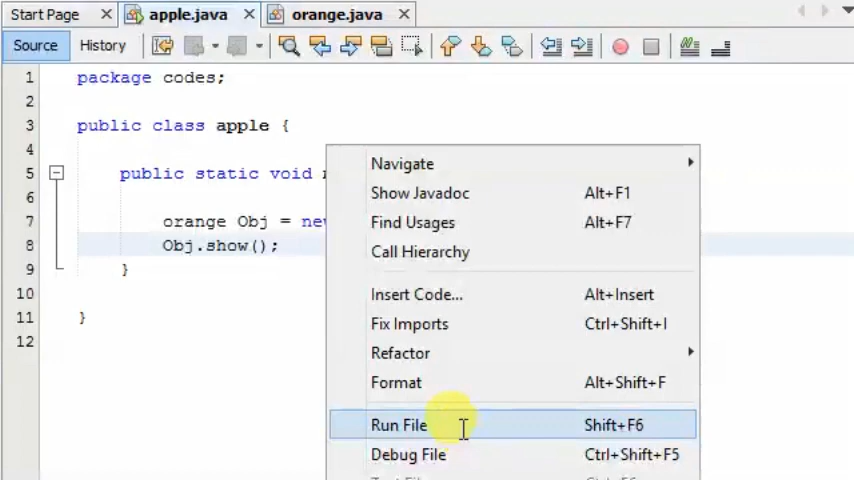 Start Page apple.java orange.java
Source History
1 package codes;
2
3 public class apple {
4
5 public static void
6
7 orange Obj =
8 Obj.show();
9 }
10
11 }
12
Navigate
Show Javadoc Alt+F1
Find Usages Alt+F7
Call Hierarchy
Insert Code... Alt+Insert
Fix Imports Ctrl+Shift+I
Refactor
Format Alt+Shift+F
Run File Shift+F6
Debug File Ctrl+Shift+F5